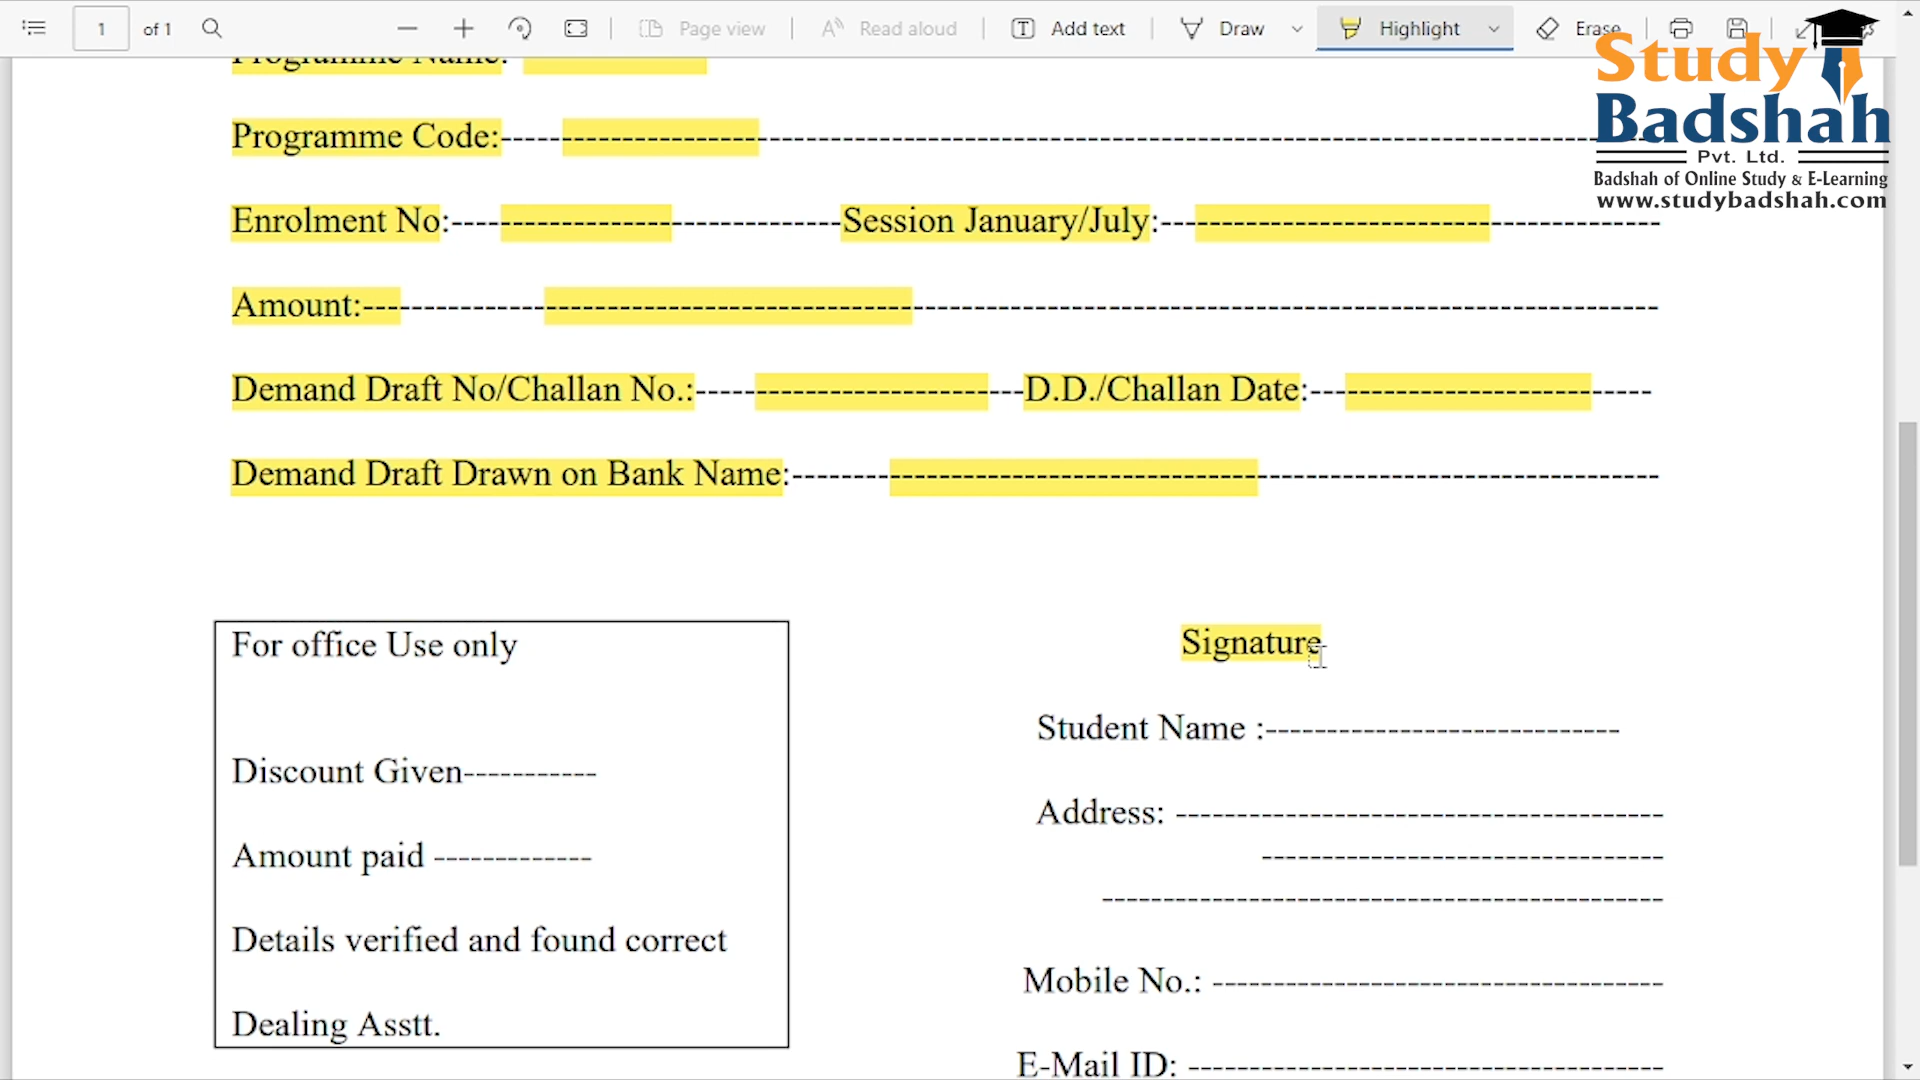 1 of 1 Page view Read aloud Add text Draw Highlight Erase
Study
Badshah
Pvt. Ltd.
Badshah of Online Study & E-Learning
www.studybadshah.com
Programme Name:
Programme Code:--------------------------------------------------
Enrolment No:------------------------------Session January/July:------------------------------
Amount:--------------------------------------------------
Demand Draft No/Challan No.:--------------------D.D./Challan Date:--------------------
Demand Draft Drawn on Bank Name:--------------------------------------------------
For office Use only
Discount Given-----------
Amount paid -------------
Details verified and found correct
Dealing Asstt.
Signature
Student Name :-----------------------------
Address: ----------------------------------------
---------------------------------
----------------------------------------------
Mobile No.: -------------------------------------
E-Mail ID: ---------------------------------------